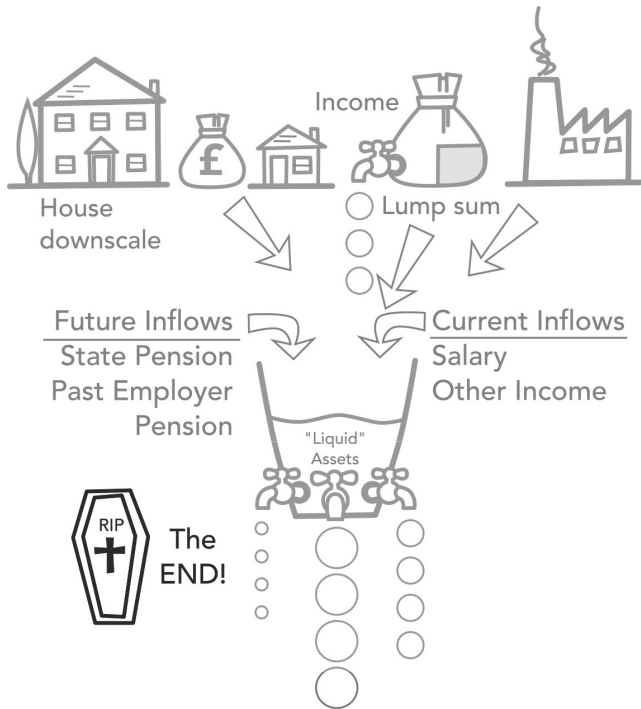 Income
£
House
downscale
Lump sum
Future Inflows
State Pension
Past Employer
Pension
Current Inflows
Salary
Other Income
"Liquid"
Assets
RIP
The
END!